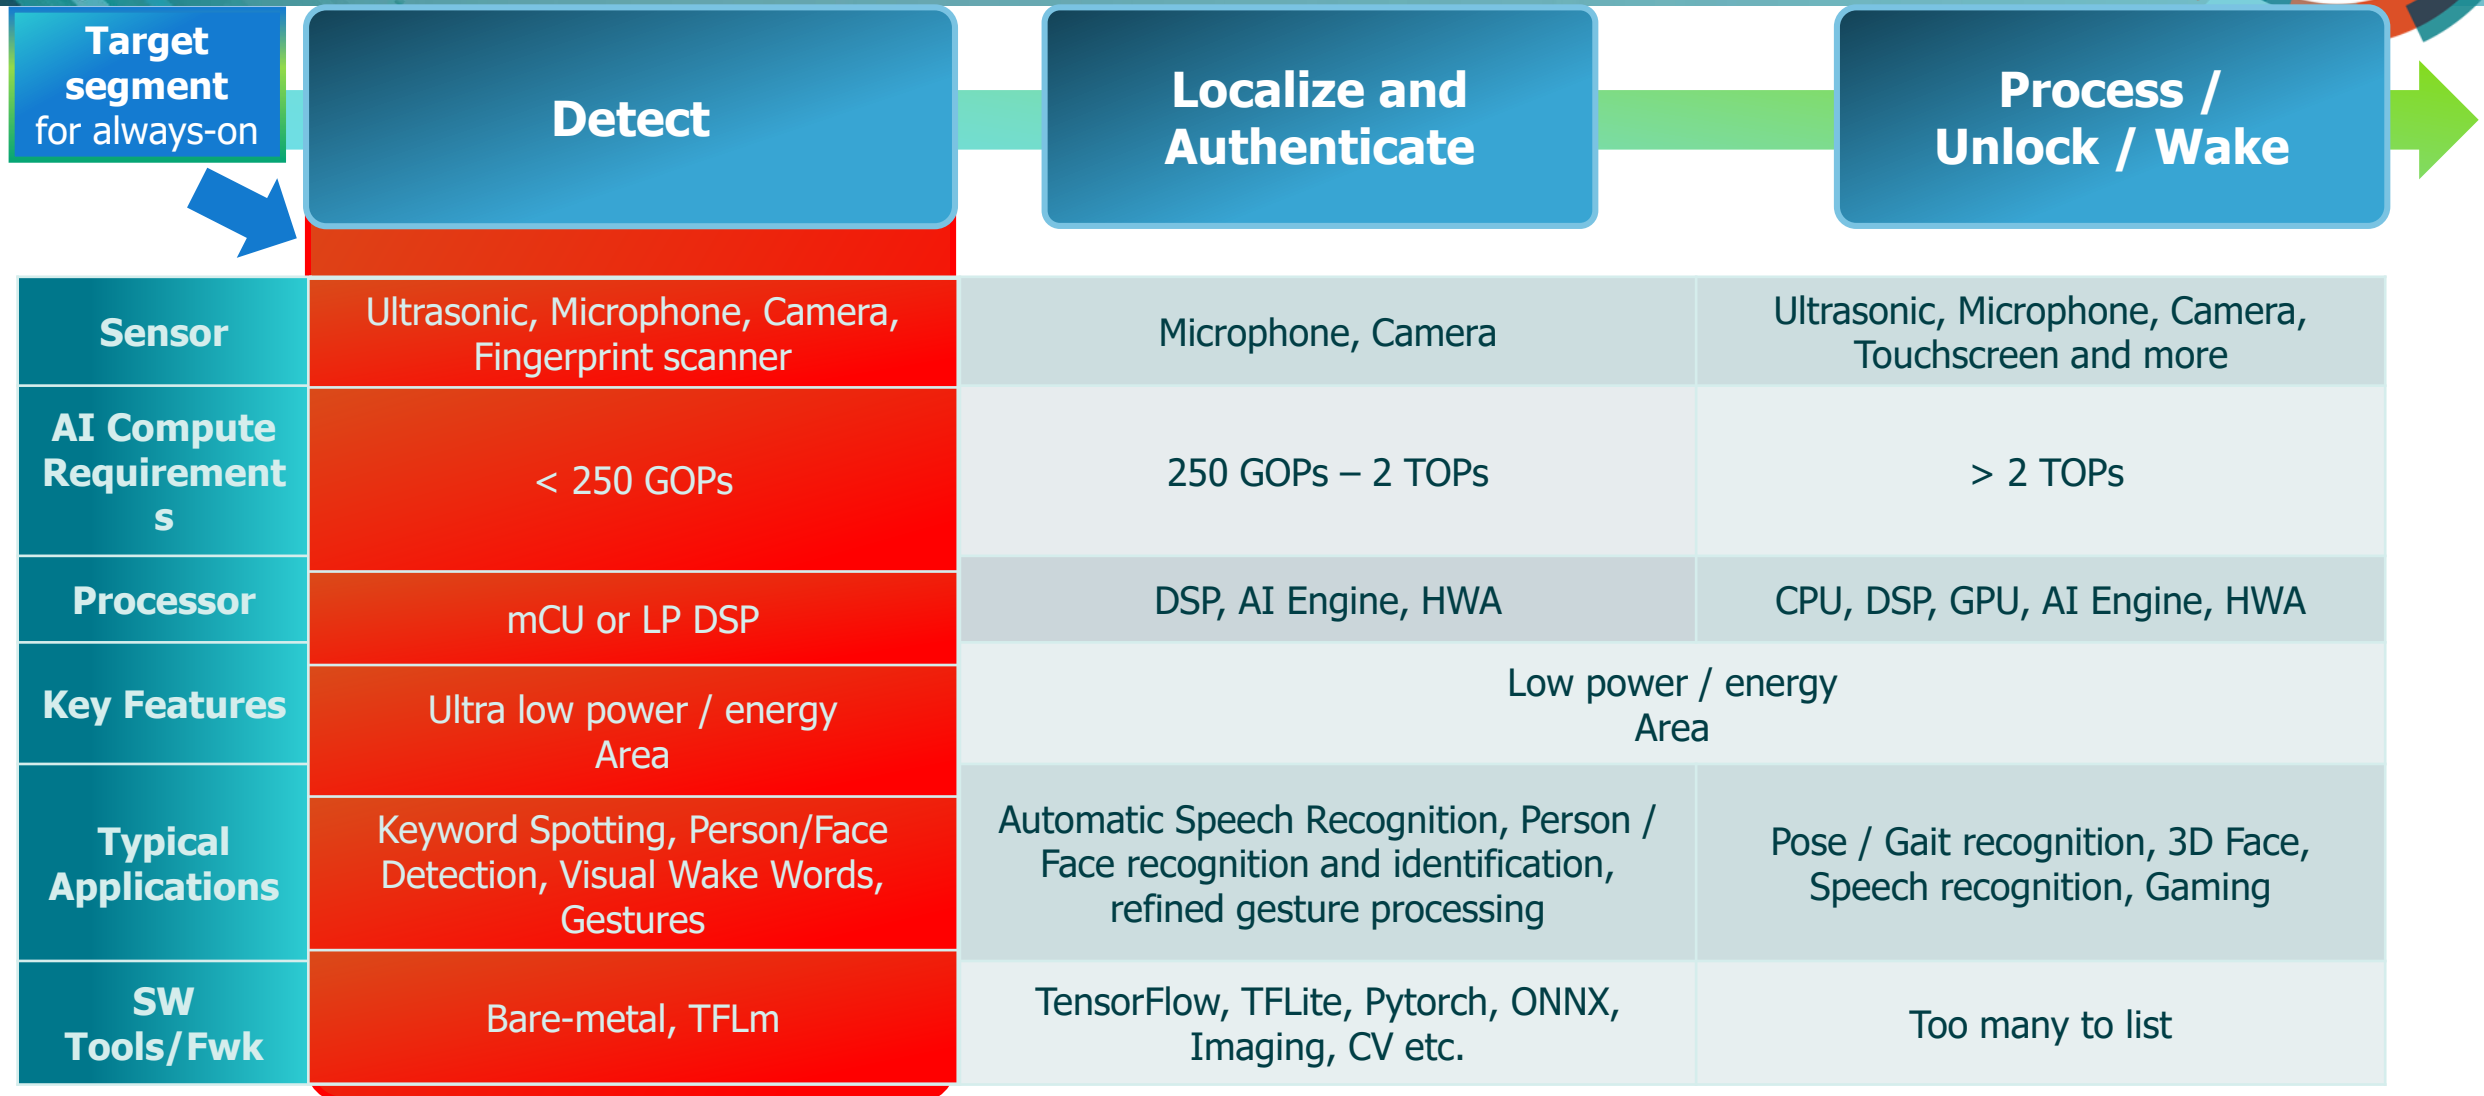 Target
segment
for always-on
Detect
Localize and
Authenticate
Process /
Unlock / Wake
Sensor
Ultrasonic, Microphone, Camera,
Fingerprint scanner
Microphone, Camera
Ultrasonic, Microphone, Camera,
Touchscreen and more
AI Compute
Requirement
s
< 250 GOPs
250 GOPs – 2 TOPs
> 2 TOPs
Processor
mCU or LP DSP
DSP, AI Engine, HWA
CPU, DSP, GPU, AI Engine, HWA
Key Features
Ultra low power / energy
Area
Low power / energy
Area
Typical
Applications
Keyword Spotting, Person/Face
Detection, Visual Wake Words,
Gestures
Automatic Speech Recognition, Person /
Face recognition and identification,
refined gesture processing
Pose / Gait recognition, 3D Face,
Speech recognition, Gaming
SW
Tools/Fwk
Bare-metal, TFLm
TensorFlow, TFLite, Pytorch, ONNX,
Imaging, CV etc.
Too many to list